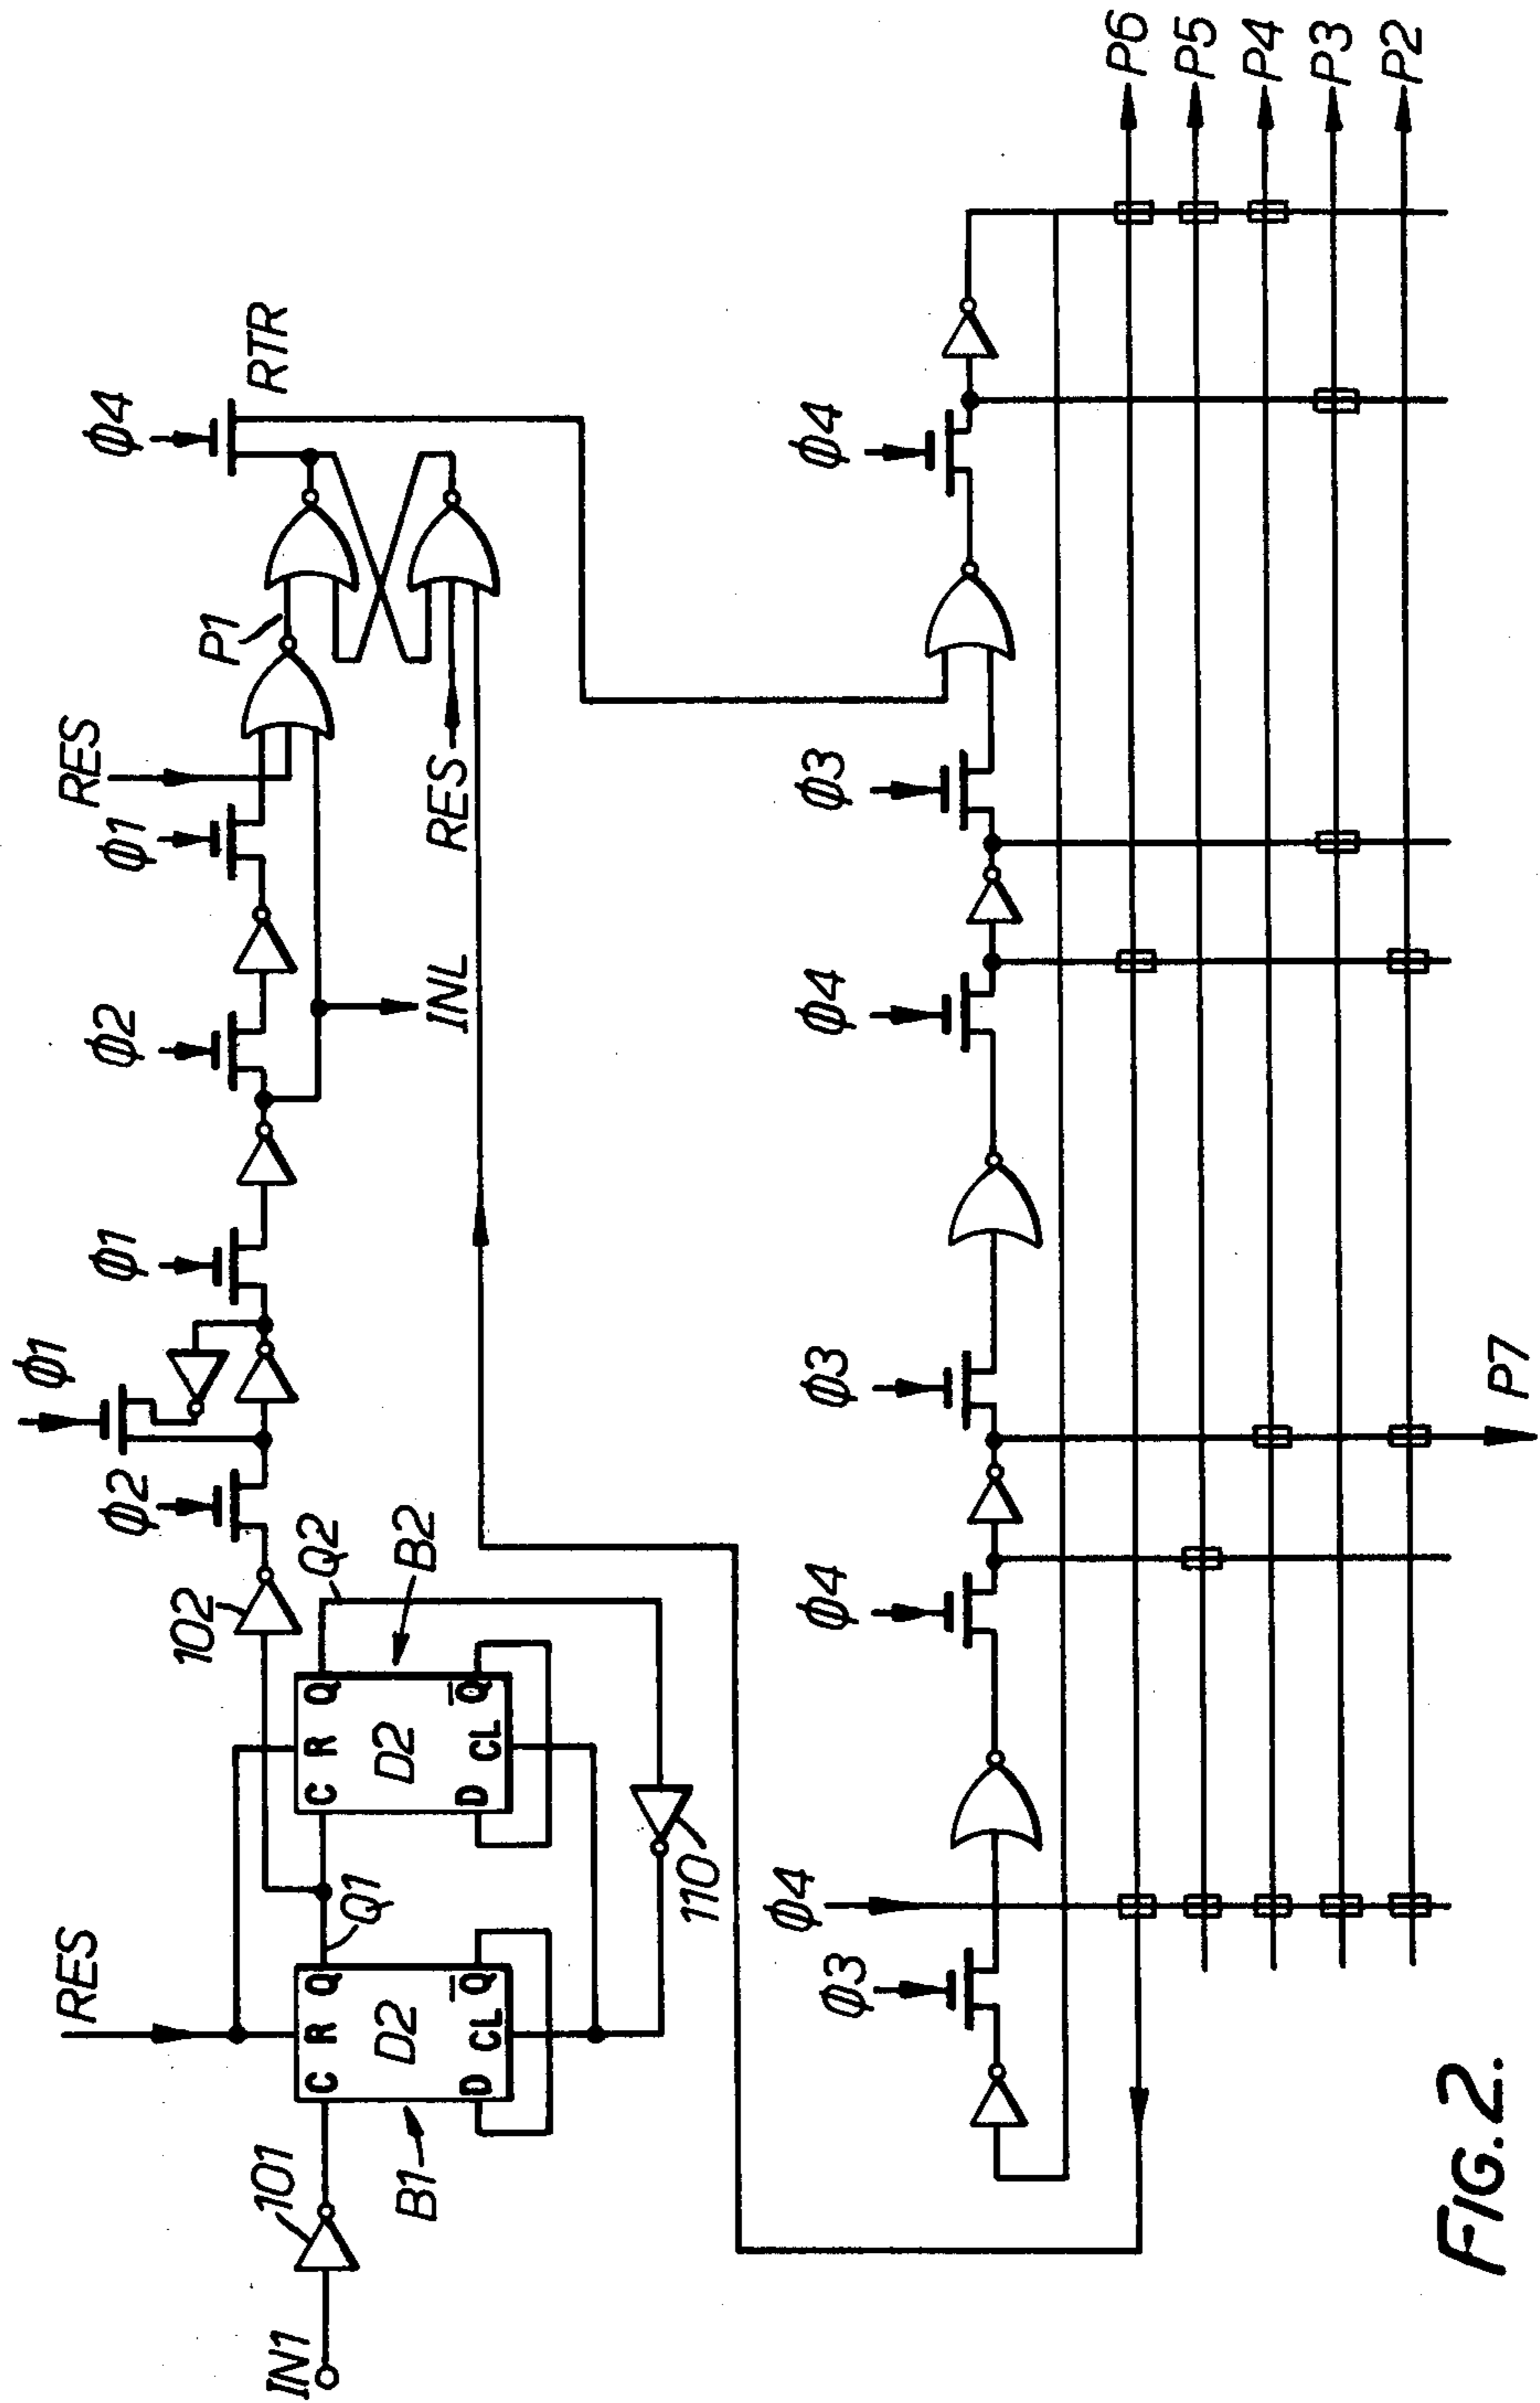 IN1
101
B1
RES
C R Q
D2
D CL Q̅
Q1
C R Q
D2
D CL Q̅
B2
Q2
110
102
ϕ2
ϕ1
ϕ1
ϕ2
INL
ϕ1
RES
P1
RES
ϕ4
RTR
ϕ3
ϕ4
ϕ4
ϕ3
ϕ4
ϕ3
ϕ4
P7
P6
P5
P4
P3
P2
FIG. 2.